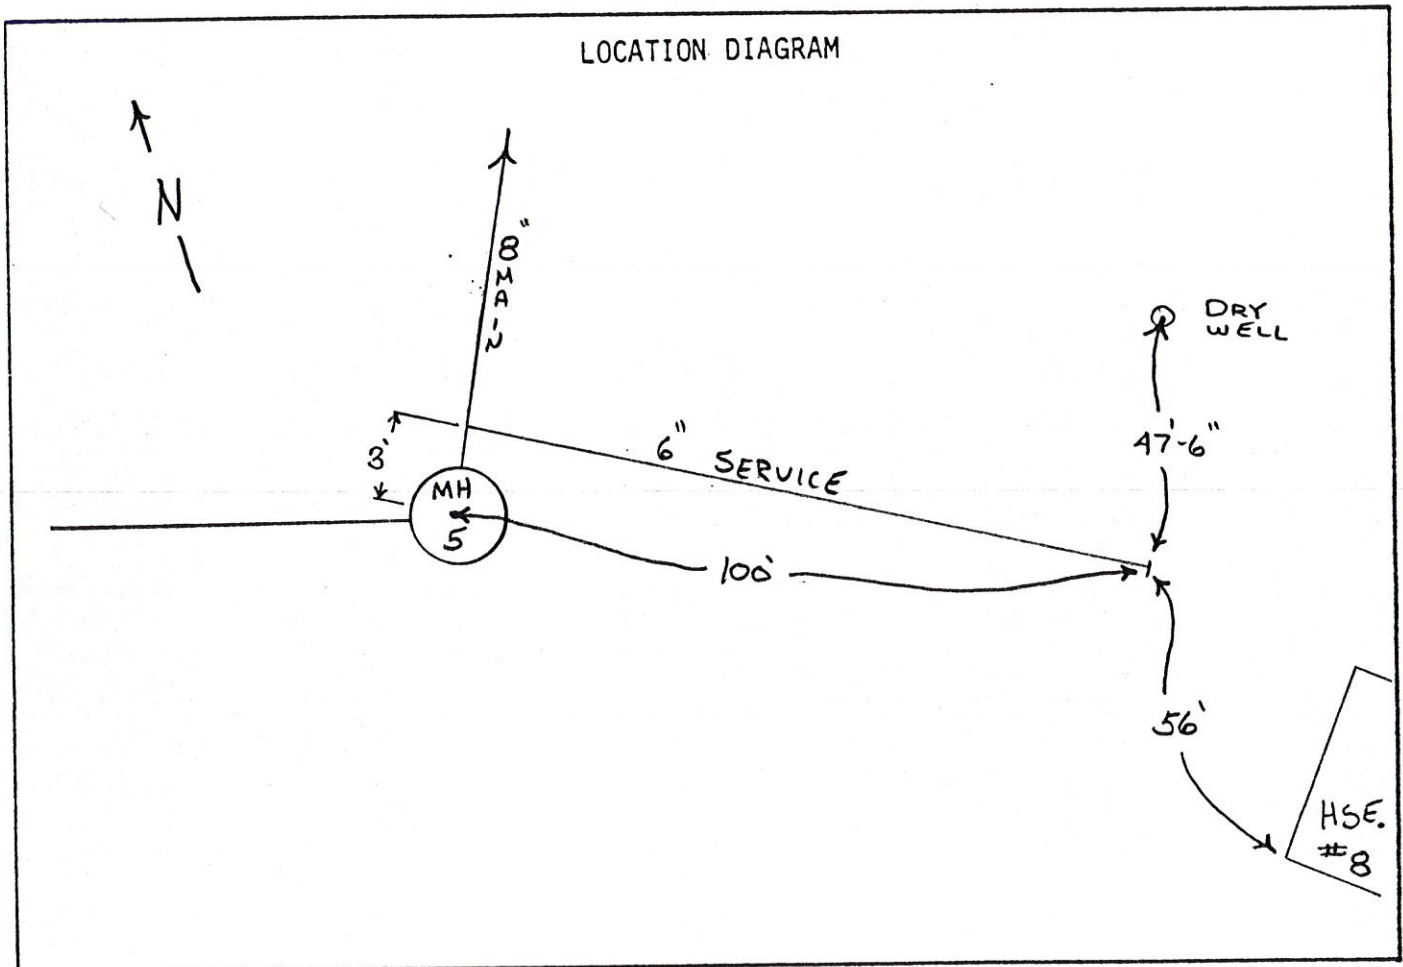 LOCATION DIAGRAM
N
8" MAIN
DRY
WELL
3'
6" SERVICE
47'-6"
MH
5
100'
56'
HSE.
#8